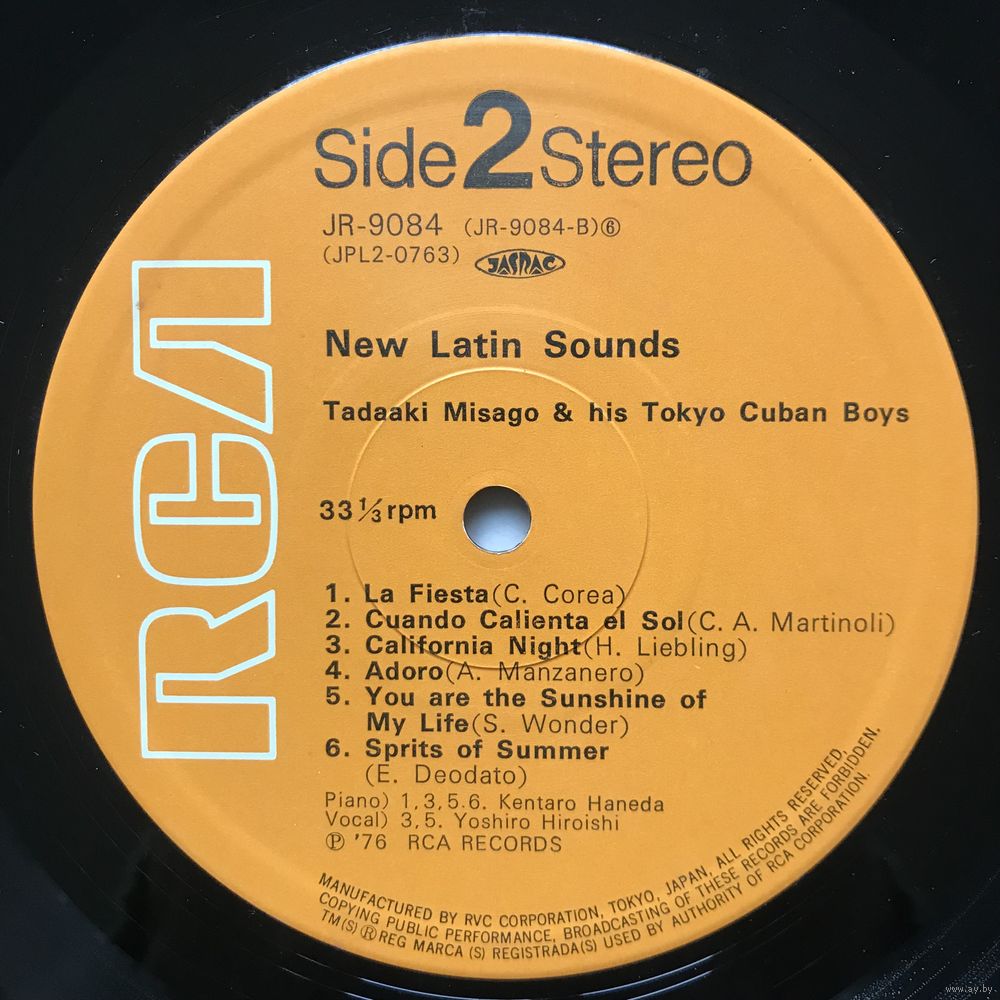 Side 2 Stereo
JR-9084 (JR-9084-B)⑥
(JPL2-0763) JASRAC
RCA
New Latin Sounds
Tadaaki Misago & his Tokyo Cuban Boys
33⅓rpm
1. La Fiesta(C. Corea)
2. Cuando Calienta el Sol(C. A. Martinoli)
3. California Night(H. Liebling)
4. Adoro(A. Manzanero)
5. You are the Sunshine of
My Life(S. Wonder)
6. Sprits of Summer
(E. Deodato)
Piano) 1,3,5.6. Kentaro Haneda
Vocal) 3,5. Yoshiro Hiroishi
Ⓟ '76 RCA RECORDS
MANUFACTURED BY RVC CORPORATION, TOKYO, JAPAN, ALL RIGHTS RESERVED,
COPYING PUBLIC PERFORMANCE, BROADCASTING OF THESE RECORDS ARE FORBIDDEN.
TM(S) ® REG MARCA (S) REGISTRADA(S) USED BY AUTHORITY OF RCA CORPORATION.
www.ay.by